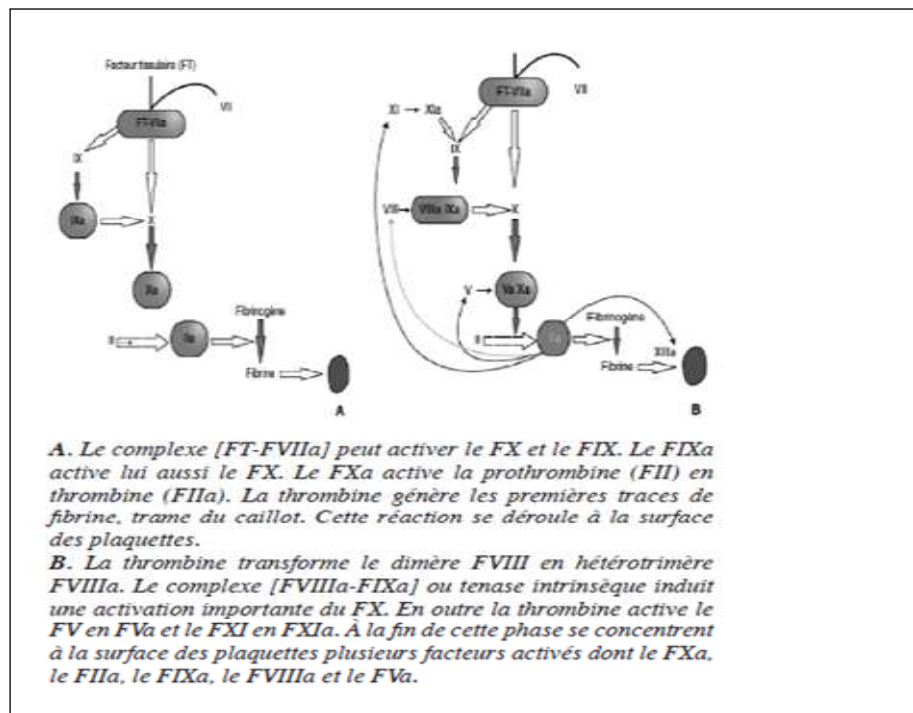 Facteur tissulaire (FT)
VII
FT-VIIa
IX
IXa
X
Xa
II
IIa
Fibrinogène
Fibrine
A
FT-VIIa
VII
XI
XIa
IX
VIII
VIIIa IXa
X
V
Va Xa
II
Fibrinogène
Fibrine
XIIIa
B
A. Le complexe [FT-FVIIa] peut activer le FX et le FIX. Le FIXa
active lui aussi le FX. Le FXa active la prothrombine (FII) en
thrombine (FIIa). La thrombine génère les premières traces de
fibrine, trame du caillot. Cette réaction se déroule à la surface
des plaquettes.
B. La thrombine transforme le dimère FVIII en hétérotrimère
FVIIIa. Le complexe [FVIIIa-FIXa] ou tenase intrinsèque induit
une activation importante du FX. En outre la thrombine active le
FV en FVa et le FXI en FXIa. À la fin de cette phase se concentrent
à la surface des plaquettes plusieurs facteurs activés dont le FXa,
le FIIa, le FIXa, le FVIIIa et le FVa.